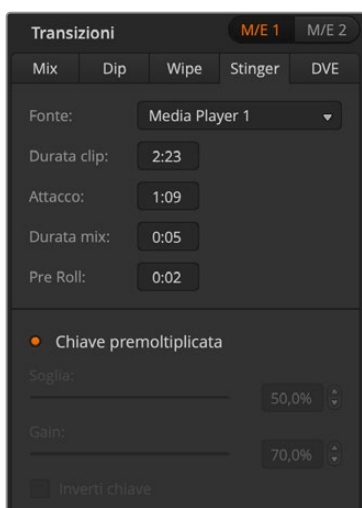 Transizioni M/E 1 M/E 2
Mix Dip Wipe Stinger DVE
Fonte: Media Player 1
Durata clip: 2:23
Attacco: 1:09
Durata mix: 0:05
Pre Roll: 0:02
Chiave premoltiplicata
Soglia:
50,0%
Gain:
70,0%
Inverti chiave